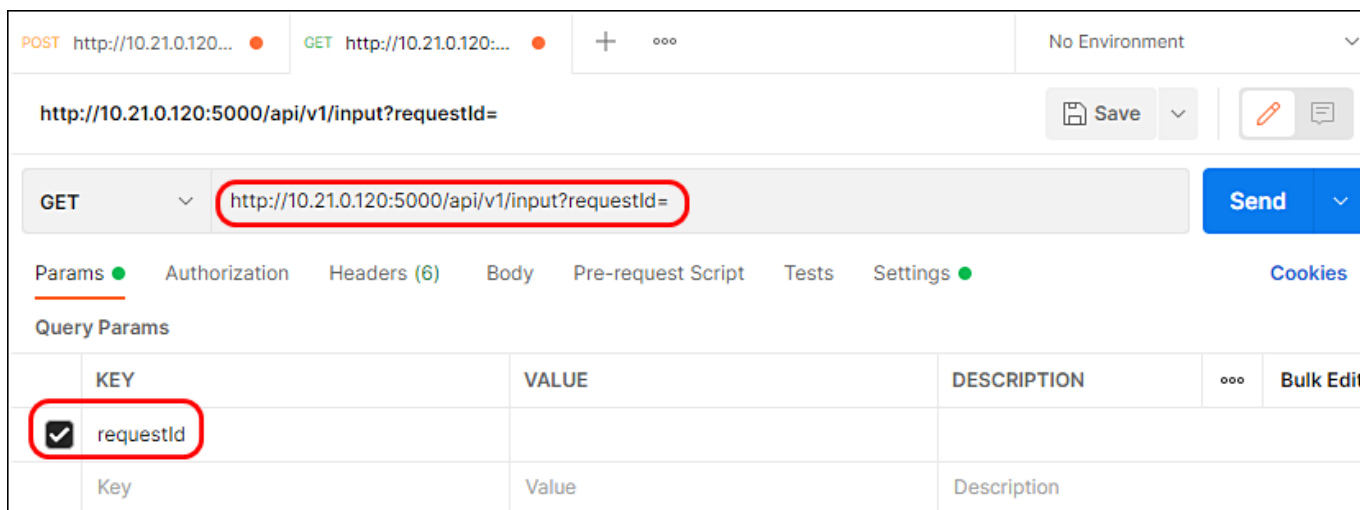 POST http://10.21.0.120... GET http://10.21.0.120:... + ooo No Environment
http://10.21.0.120:5000/api/v1/input?requestId= Save
GET http://10.21.0.120:5000/api/v1/input?requestId= Send
Params Authorization Headers (6) Body Pre-request Script Tests Settings Cookies
Query Params
KEY VALUE DESCRIPTION ooo Bulk Edit
requestId
Key Value Description